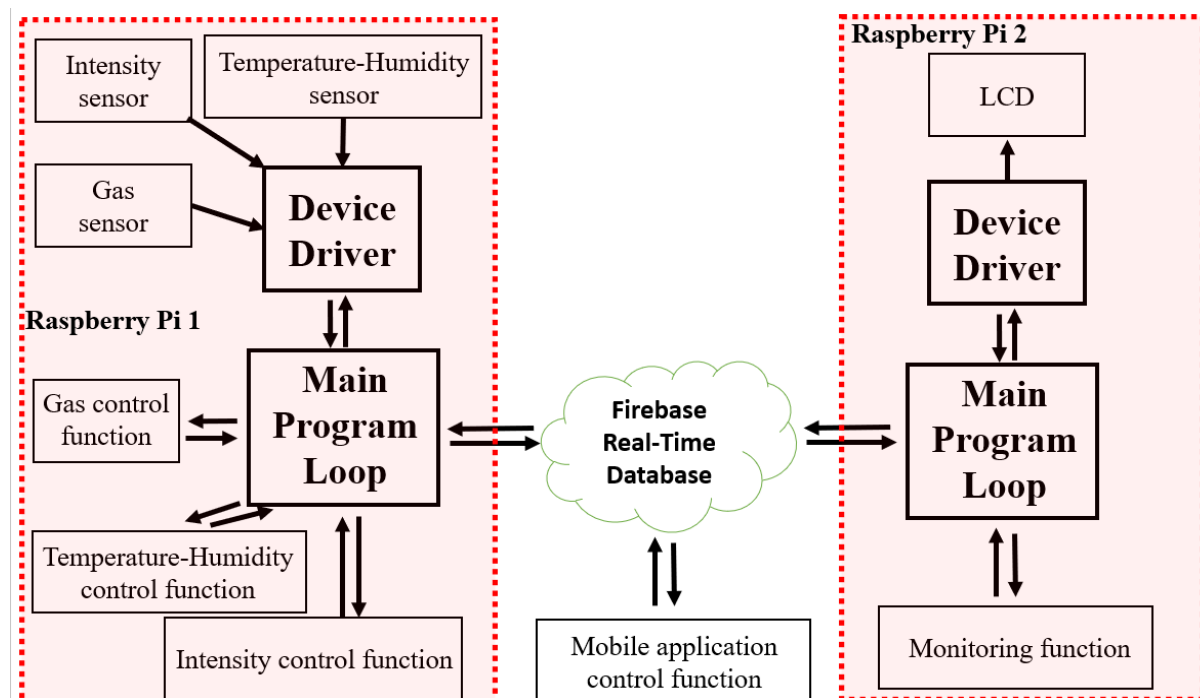 Intensity
sensor
Temperature-Humidity
sensor
Gas
sensor
Device
Driver
Raspberry Pi 1
Main
Program
Loop
Gas control
function
Temperature-Humidity
control function
Intensity control function
Firebase
Real-Time
Database
Mobile application
control function
Raspberry Pi 2
LCD
Device
Driver
Main
Program
Loop
Monitoring function